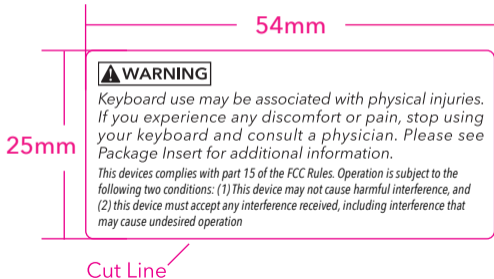 54mm
25mm
WARNING
Keyboard use may be associated with physical injuries.
If you experience any discomfort or pain, stop using
your keyboard and consult a physician. Please see
Package Insert for additional information.
This devices complies with part 15 of the FCC Rules. Operation is subject to the
following two conditions: (1) This device may not cause harmful interference, and
(2) this device must accept any interference received, including interference that
may cause undesired operation
Cut Line